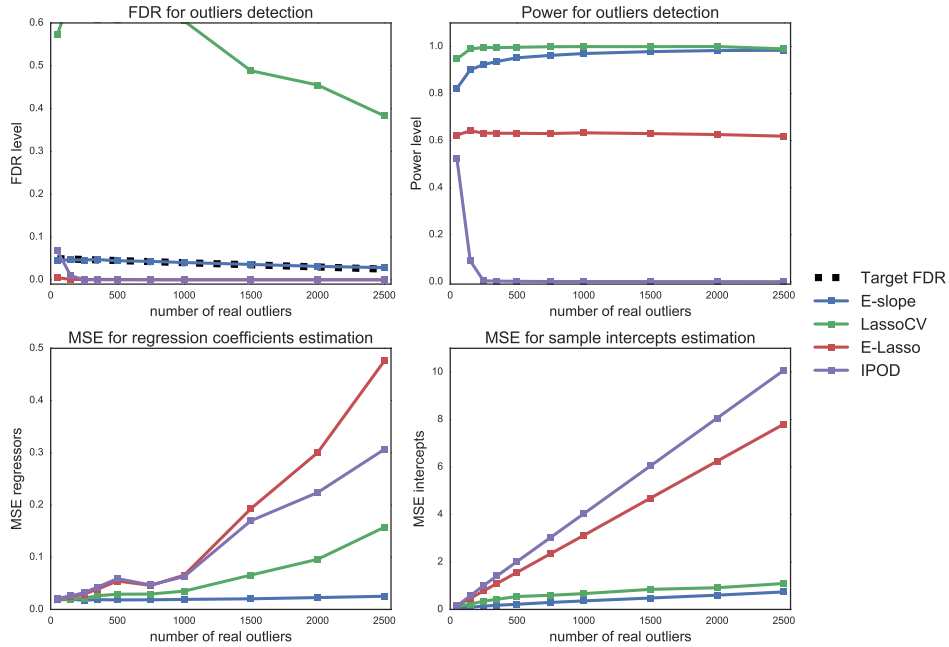 FDR for outliers detection
0.6
0.5
0.4
0.3
0.2
0.1
0.0
FDR level
0 500 1000 1500 2000 2500
number of real outliers
Power for outliers detection
1.0
0.8
0.6
0.4
0.2
0.0
Power level
0 500 1000 1500 2000 2500
number of real outliers
Target FDR
E-slope
LassoCV
E-Lasso
IPOD
MSE for regression coefficients estimation
0.5
0.4
0.3
0.2
0.1
0.0
MSE regressors
0 500 1000 1500 2000 2500
number of real outliers
MSE for sample intercepts estimation
10
8
6
4
2
0
MSE intercepts
0 500 1000 1500 2000 2500
number of real outliers